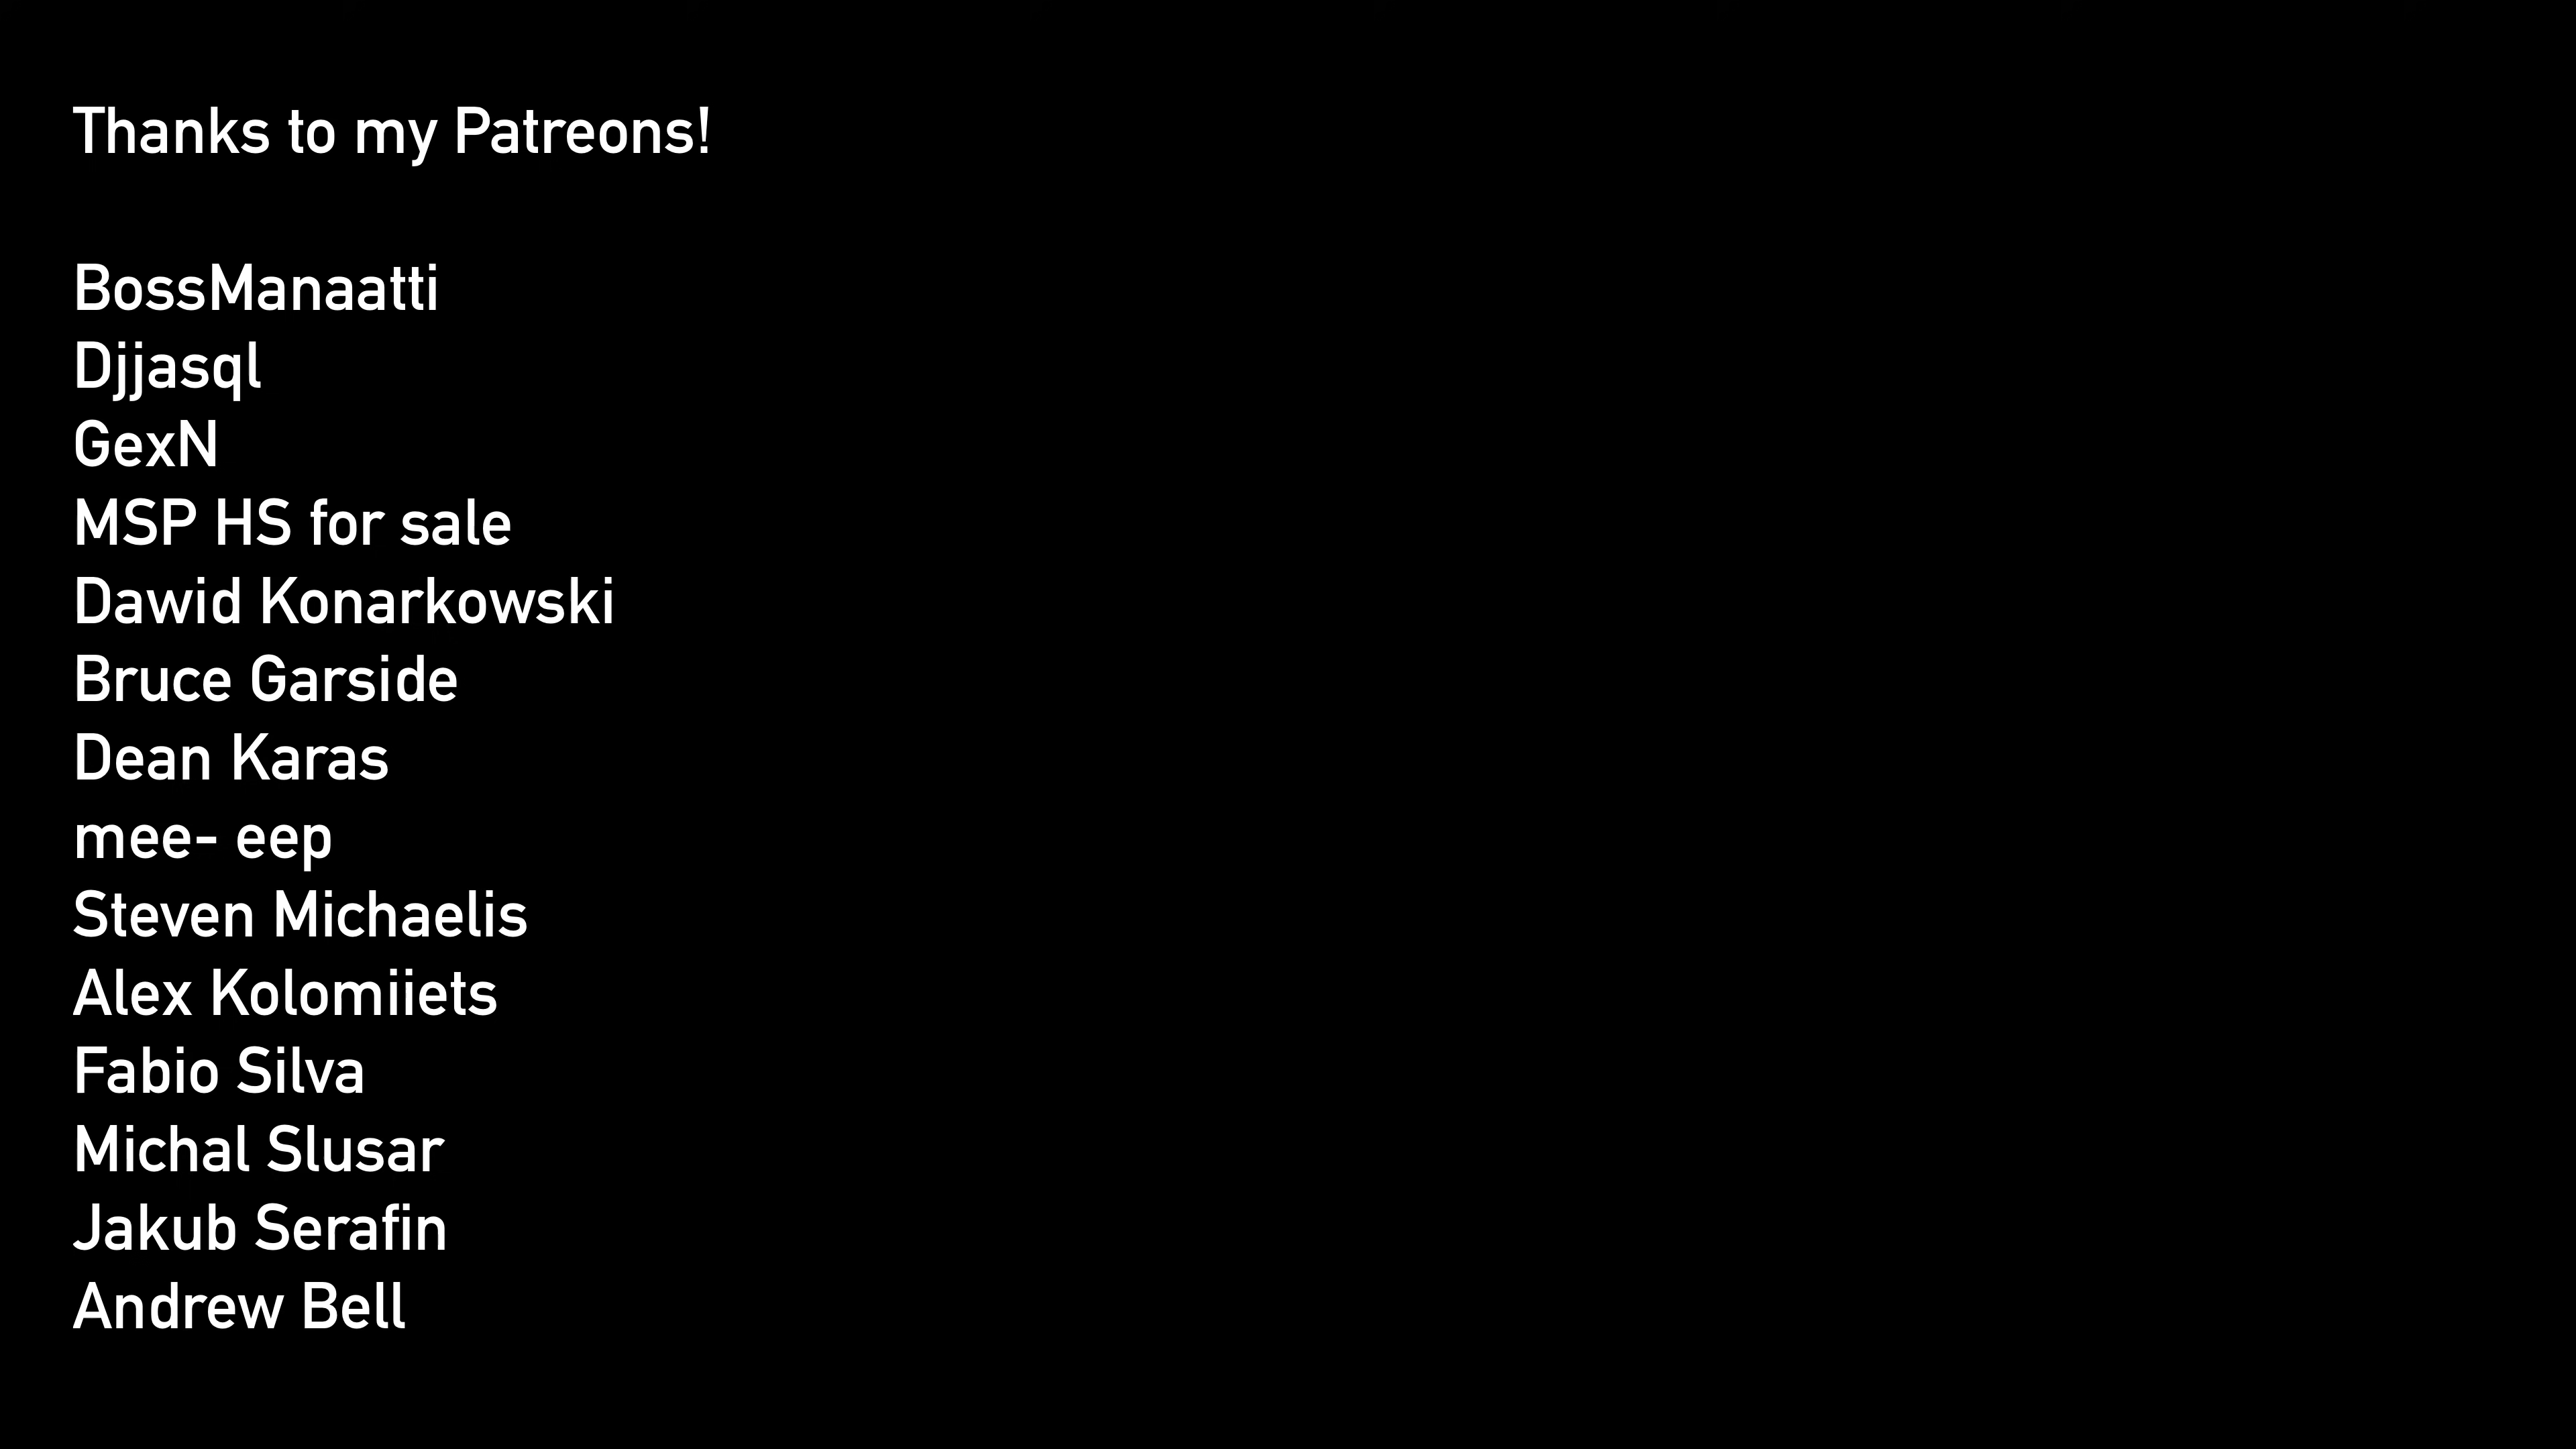 Thanks to my Patreons!
BossManaatti
Djjasql
GexN
MSP HS for sale
Dawid Konarkowski
Bruce Garside
Dean Karas
mee- eep
Steven Michaelis
Alex Kolomiiets
Fabio Silva
Michal Slusar
Jakub Serafin
Andrew Bell